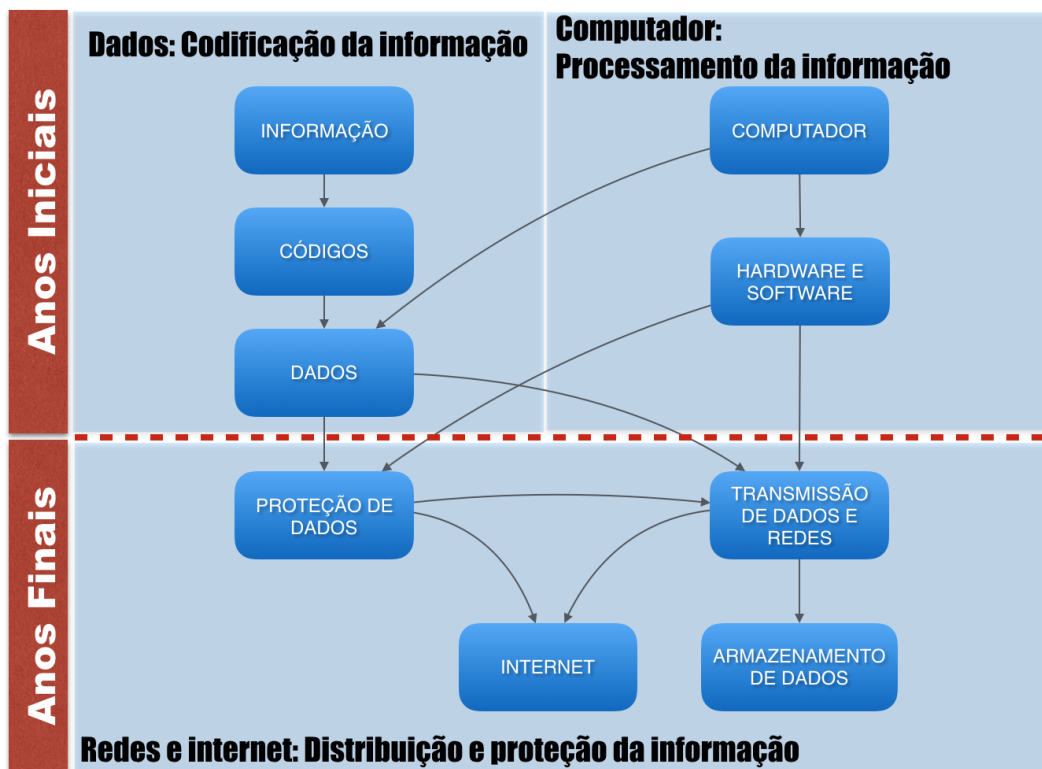 Anos Iniciais
Dados: Codificação da informação
Computador:
Processamento da informação
INFORMAÇÃO
COMPUTADOR
CÓDIGOS
HARDWARE E
SOFTWARE
DADOS
Anos Finais
PROTEÇÃO DE
DADOS
TRANSMISSÃO
DE DADOS E
REDES
INTERNET
ARMAZENAMENTO
DE DADOS
Redes e internet: Distribuição e proteção da informação